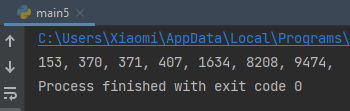 main5
C:\Users\Xiaomi\AppData\Local\Programs\
153, 370, 371, 407, 1634, 8208, 9474,
Process finished with exit code 0